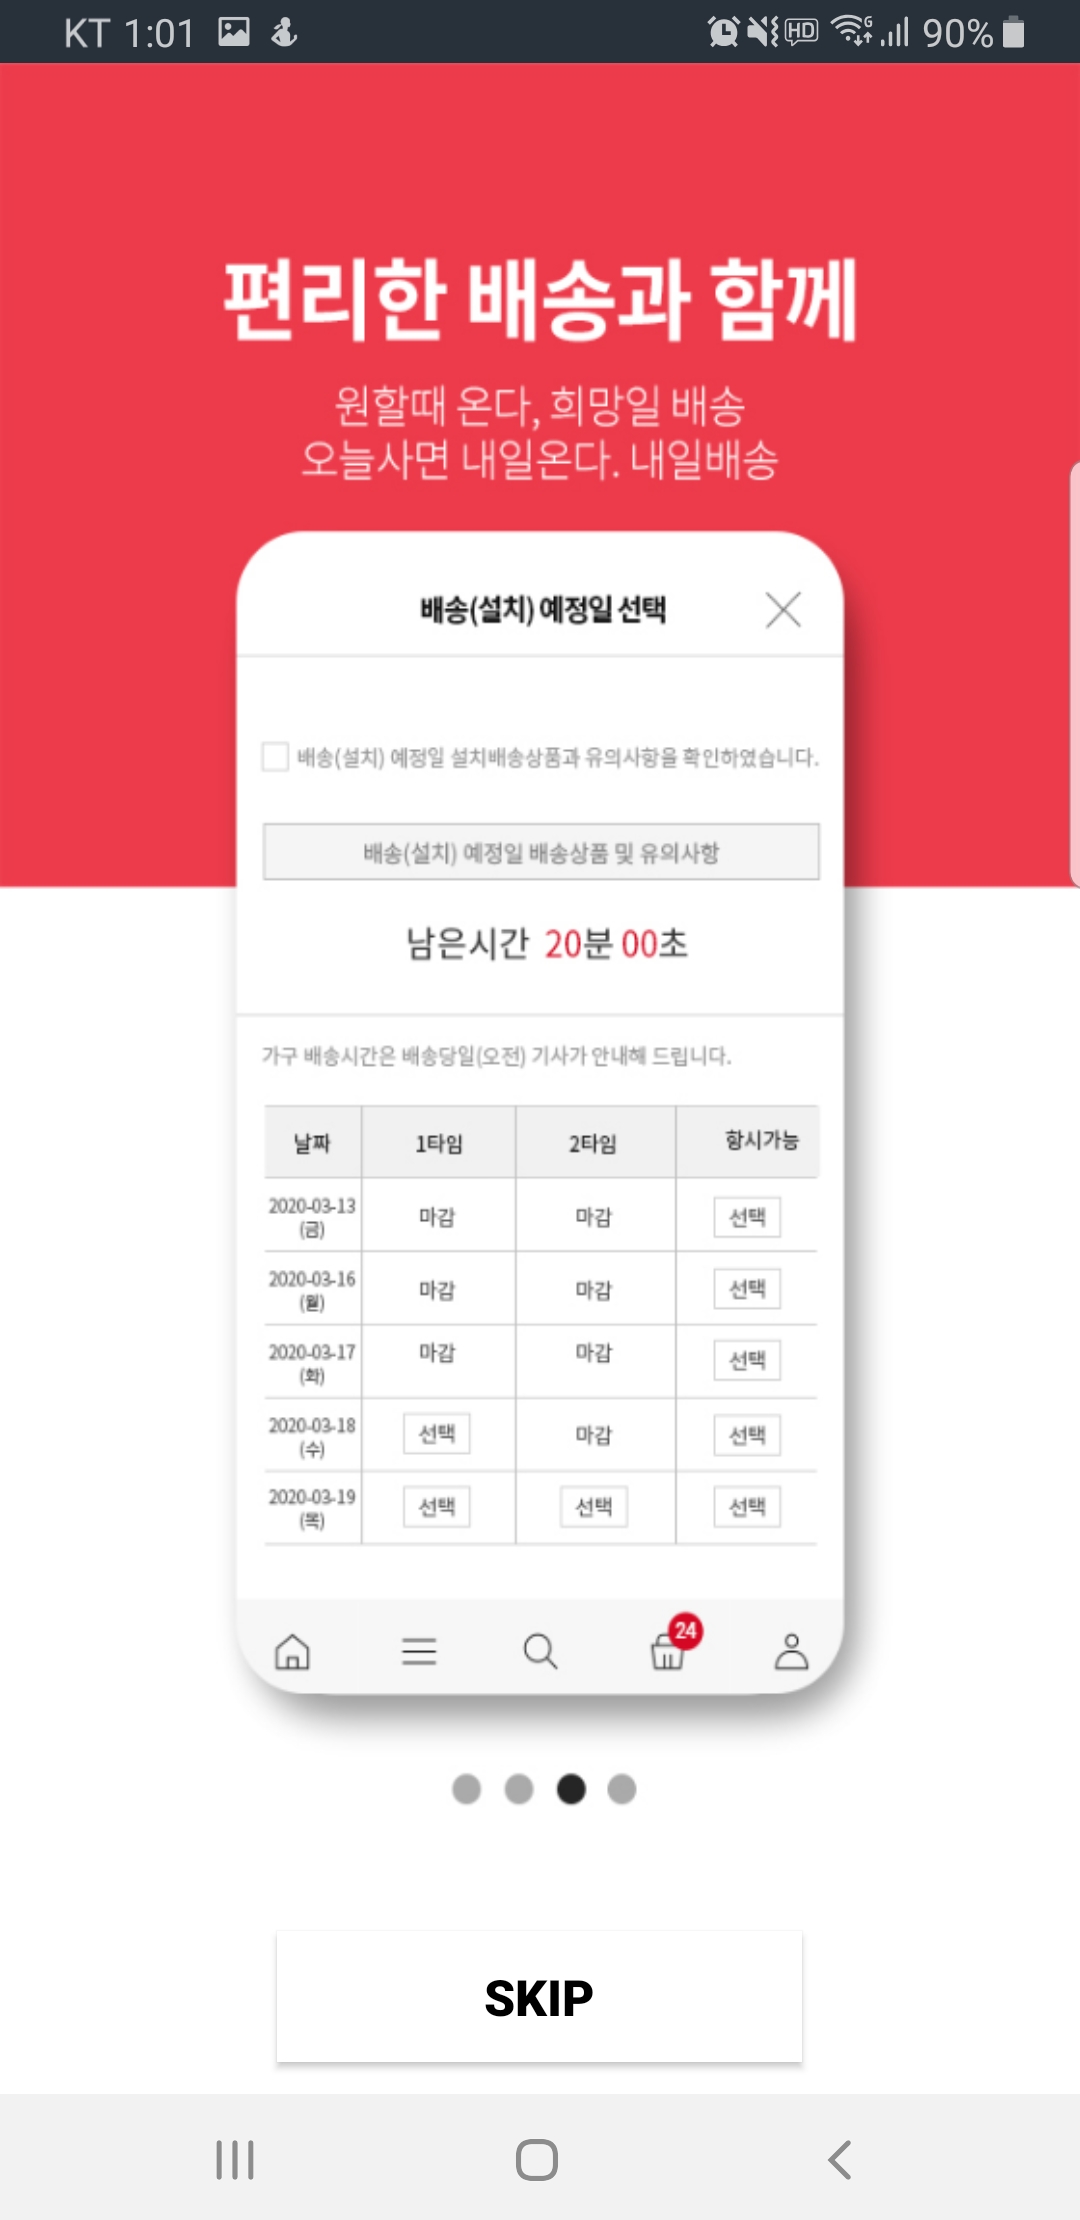 KT 1:01 HD G 90%
편리한 배송과 함께
원할때 온다, 희망일 배송
오늘사면 내일온다. 내일배송
배송(설치) 예정일 선택
배송(설치) 예정일 설치배송상품과 유의사항을 확인하였습니다.
배송(설치) 예정일 배송상품 및 유의사항
남은시간 20분 00초
가구 배송시간은 배송당일(오전) 기사가 안내해 드립니다.
날짜 1타임 2타임 항시가능
2020-03-13
(금) 마감 마감 선택
2020-03-16
(월) 마감 마감 선택
2020-03-17
(화) 마감 마감 선택
2020-03-18
(수) 선택 마감 선택
2020-03-19
(목) 선택 선택 선택
24
SKIP